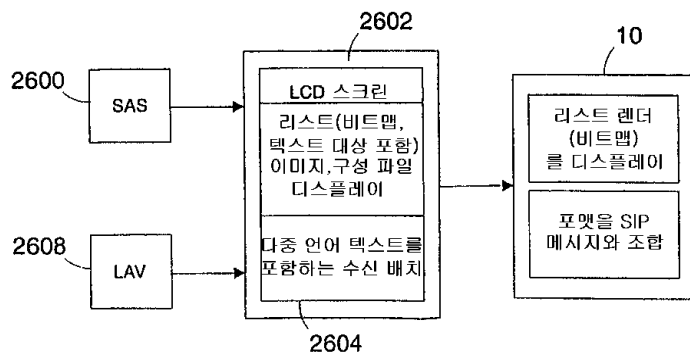 2602
10
2600
SAS
LCD 스크린
리스트(비트맵,
텍스트 대상 포함)
이미지,구성 파일
디스플레이
리스트 렌더
(비트맵)
를 디스플레이
2608
LAV
다중 언어 텍스트를
포함하는 수신 배치
포맷을 SIP
메시지와 조합
2604